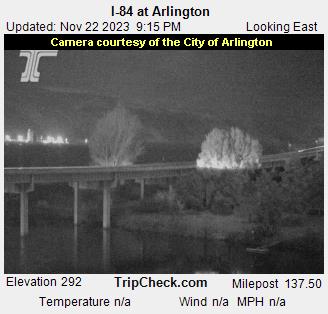 I-84 at Arlington
Updated: Nov 22 2023 9:15 PM Looking East
Camera courtesy of the City of Arlington
Elevation 292 TripCheck.com Milepost 137.50
Temperature n/a Wind n/a MPH n/a